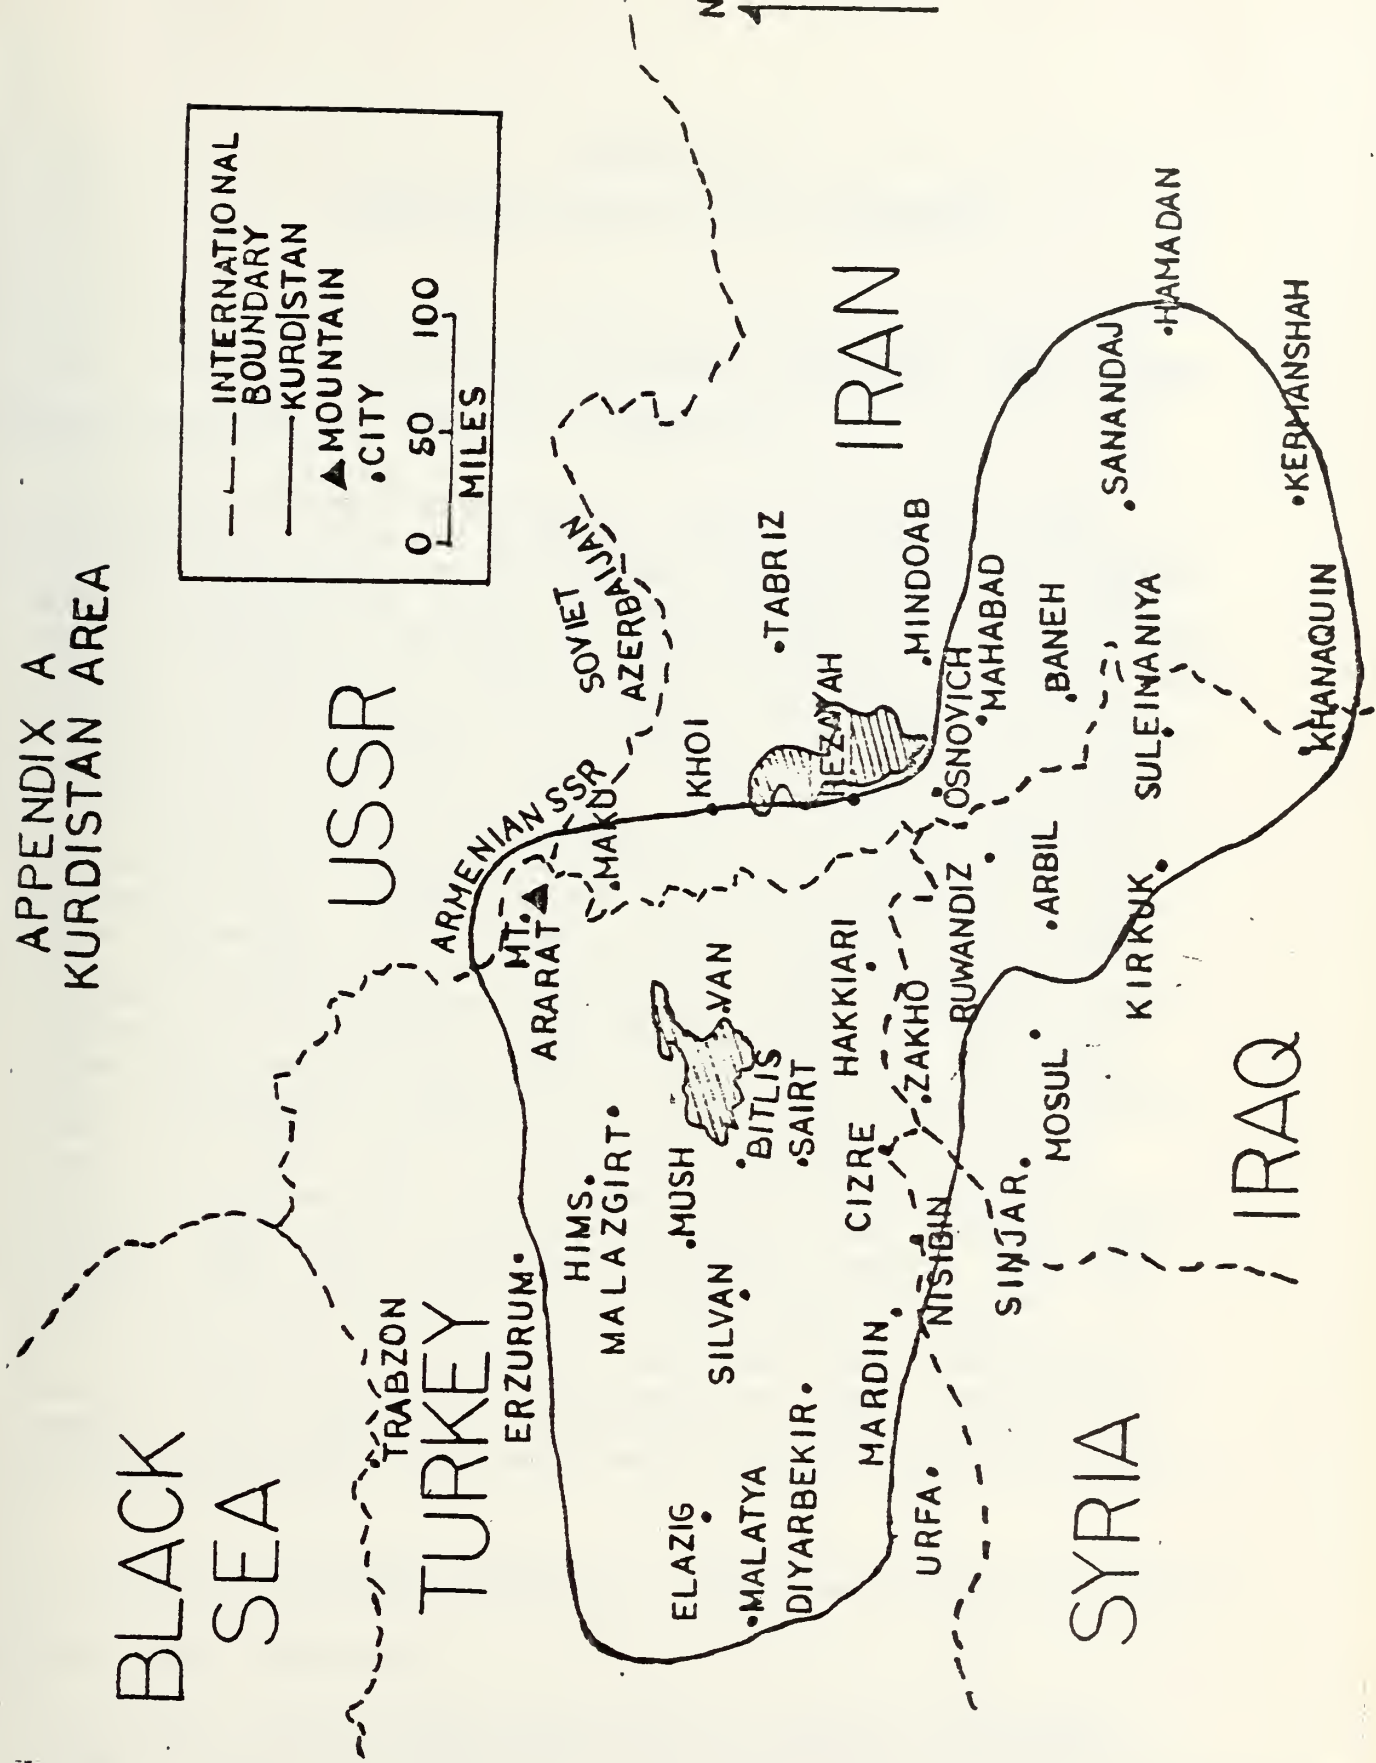 APPENDIX A
KURDISTAN AREA
INTERNATIONAL
BOUNDARY
KURDISTAN
MOUNTAIN
CITY
0 50 100
MILES
N
BLACK
SEA
USSR
TRABZON
TURKEY
ARMENIAN SSR
SOVIET
AZERBAIJAN
ERZURUM
MT.
ARARAT
MAKU
HIMS
MALAZGIRT
KHOI
ELAZIG
MUSH
VAN
SILVAN
MALATYA
BITLIS
TABRIZ
DIYARBEKIR
SAIRT
REZAYAH
IRAN
HAKKIARI
CIZRE
MARDIN
ZAKHO
MINDOAB
URFA
NISIBIN
RUWANDIZ
OSNOVICH
MAHABAD
SINJAR
MOSUL
ARBIL
BANEH
SANANDAJ
SYRIA
KIRKUK
SULEIMANIYA
HAMADAN
IRAQ
KHANAQUIN
KERMANSHAH